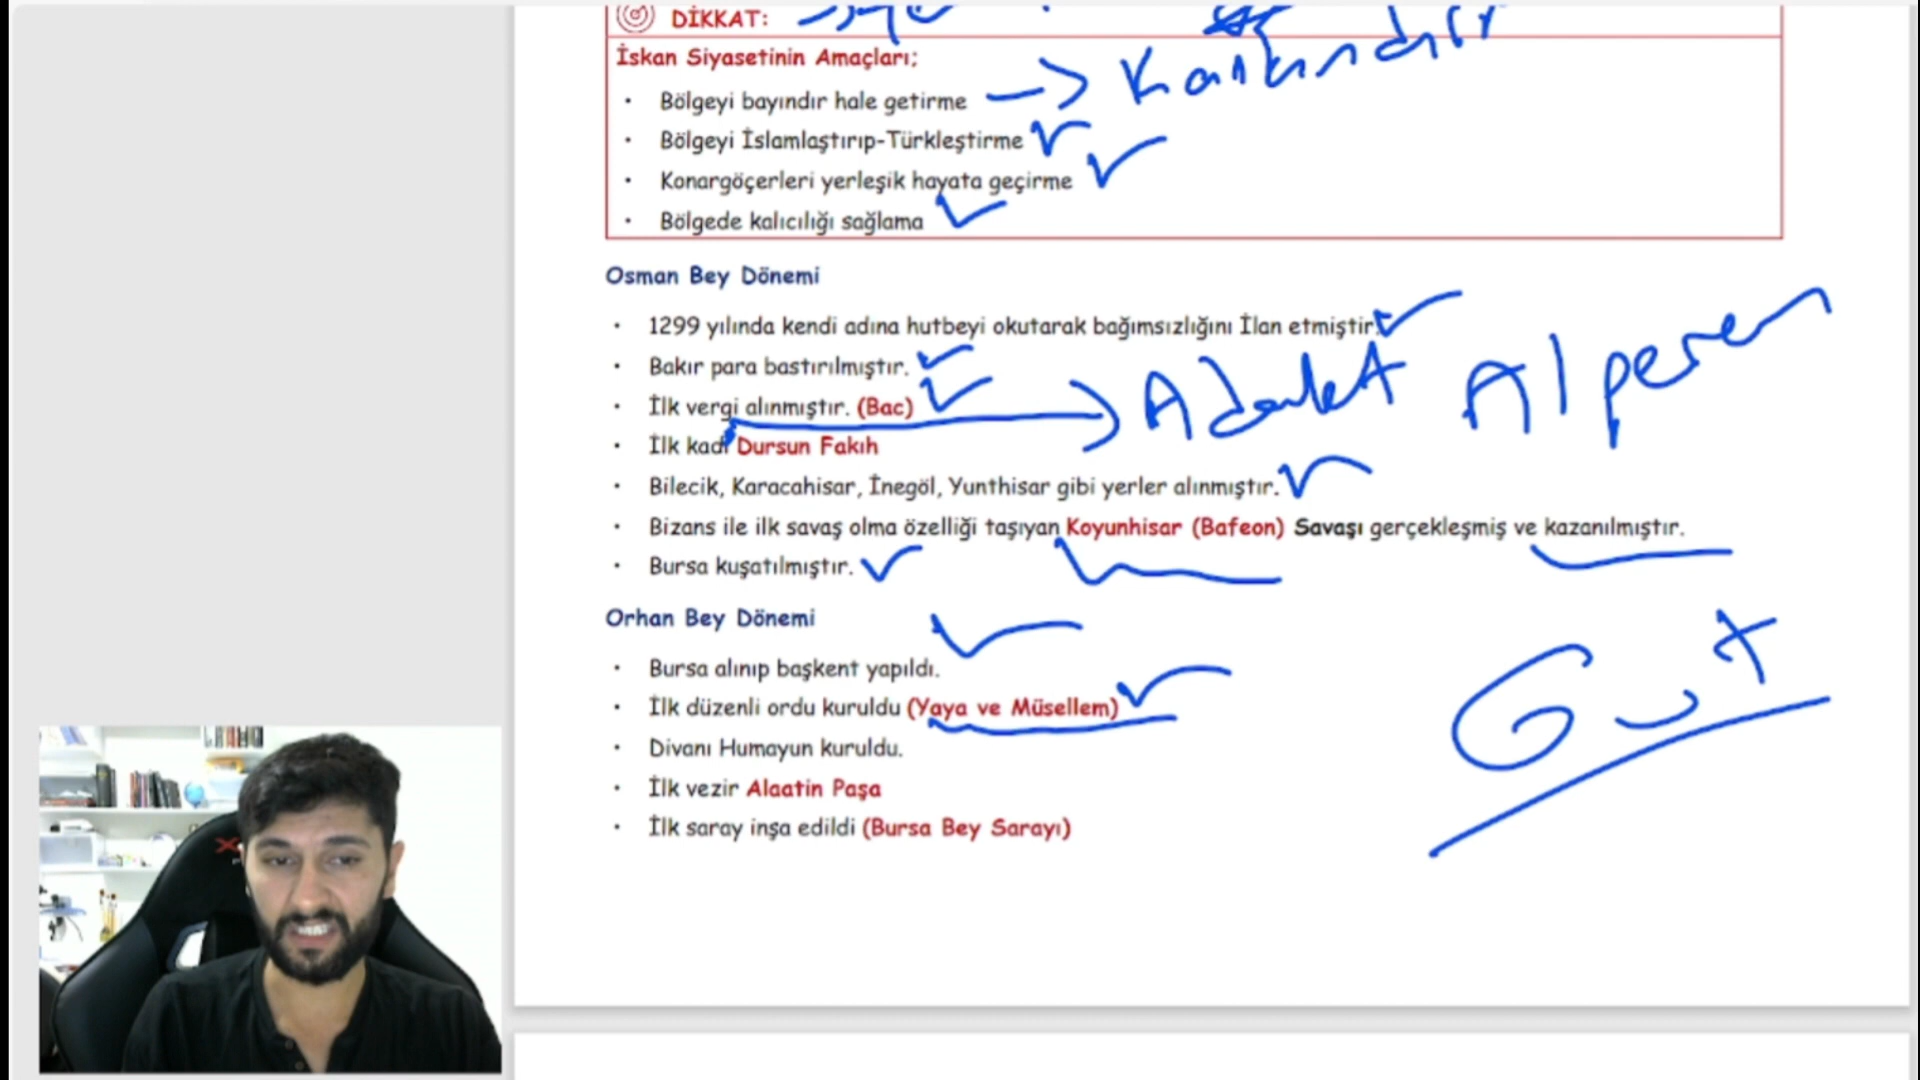 DİKKAT:
İskan Siyasetinin Amaçları;
• Bölgeyi bayındır hale getirme
• Bölgeyi İslamlaştırıp-Türkleştirme
• Konargöçerleri yerleşik hayata geçirme
• Bölgede kalıcılığı sağlama
Osman Bey Dönemi
• 1299 yılında kendi adına hutbeyi okutarak bağımsızlığını İlan etmiştir.
• Bakır para bastırılmıştır.
• İlk vergi alınmıştır. (Bac)
Adalet Alperen
• İlk kadı Dursun Fakıh
• Bilecik, Karacahisar, İnegöl, Yunthisar gibi yerler alınmıştır.
• Bizans ile ilk savaş olma özelliği taşıyan Koyunhisar (Bafeon) Savaşı gerçekleşmiş ve kazanılmıştır.
• Bursa kuşatılmıştır.
Orhan Bey Dönemi
• Bursa alınıp başkent yapıldı.
• İlk düzenli ordu kuruldu (Yaya ve Müsellem)
• Divanı Humayun kuruldu.
• İlk vezir Alaatin Paşa
• İlk saray inşa edildi (Bursa Bey Sarayı)